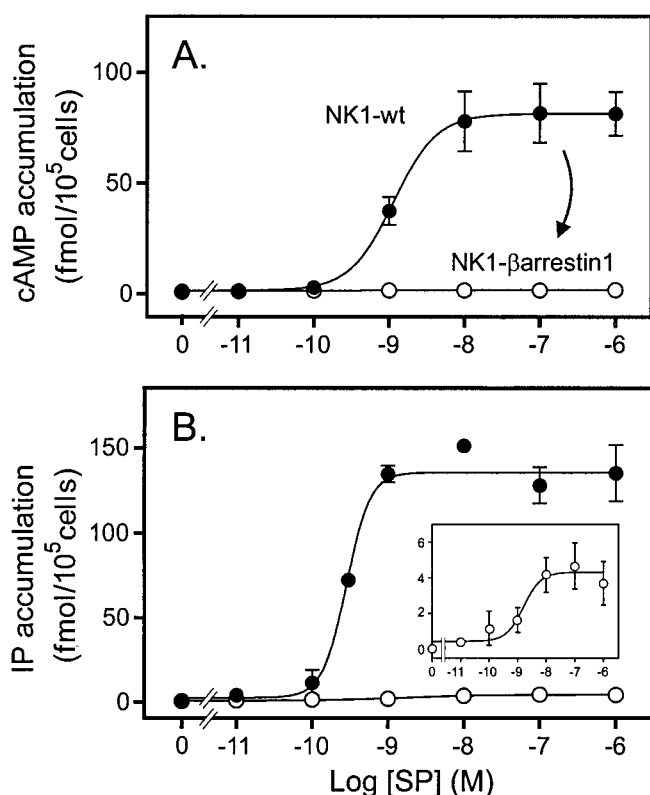 A.
cAMP accumulation
(fmol/10⁵cells)
100
50
0
NK1-wt
NK1-βarrestin1
0 -11 -10 -9 -8 -7 -6
B.
IP accumulation
(fmol/10⁵cells)
150
100
50
0
6
4
2
0
0 -11 -10 -9 -8 -7 -6
0 -11 -10 -9 -8 -7 -6
Log [SP] (M)